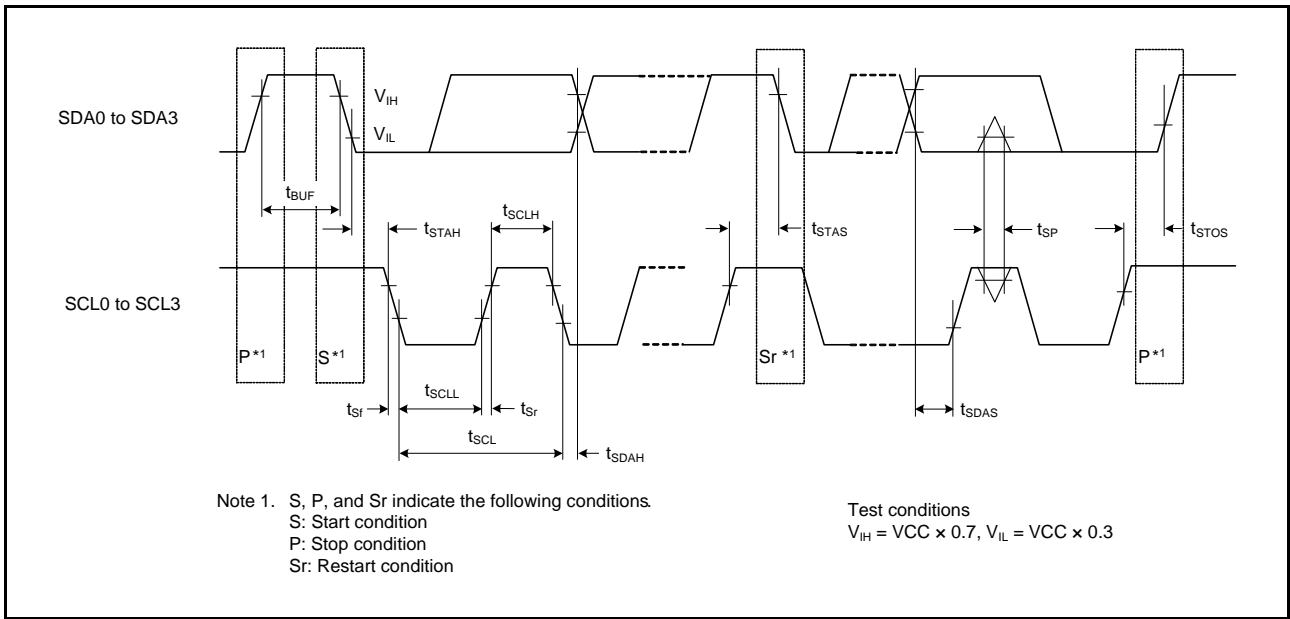 SDA0 to SDA3
VIH
VIL
tBUF
tSTAH
tSCLH
tSTAS
tSP
tSTOS
SCL0 to SCL3
P*1
S*1
Sr*1
P*1
tSf
tSCLL
tSr
tSDAS
tSCL
tSDAH
Note 1. S, P, and Sr indicate the following conditions.
S: Start condition
P: Stop condition
Sr: Restart condition
Test conditions
VIH = VCC × 0.7, VIL = VCC × 0.3